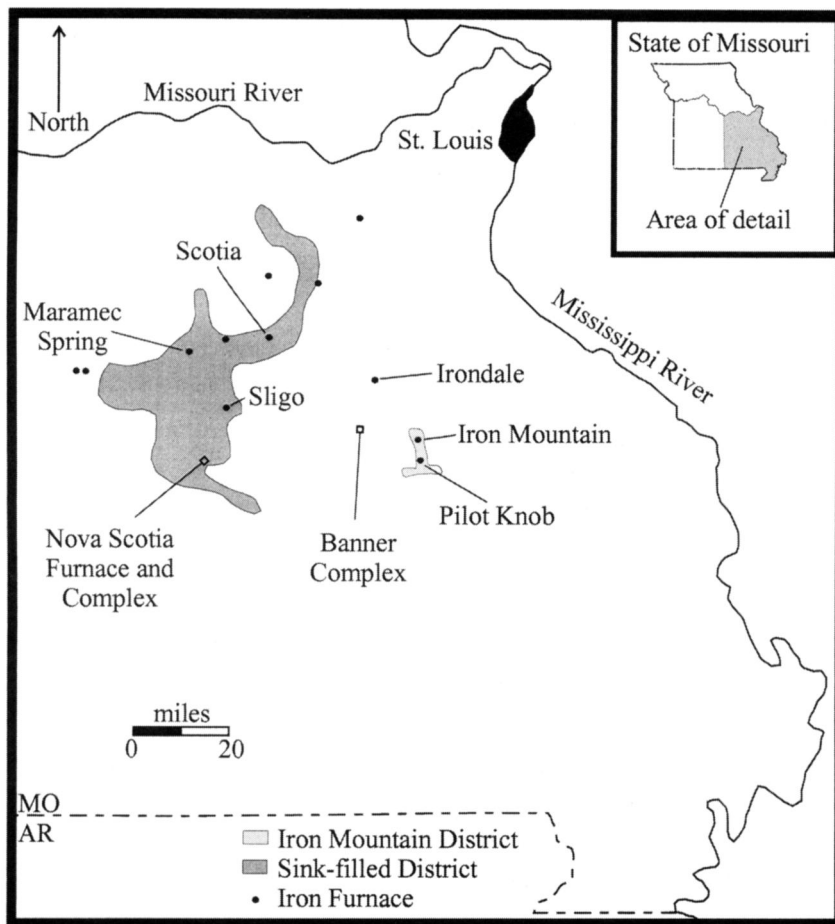 State of Missouri
Area of detail
North
Missouri River
St. Louis
Scotia
Maramec
Spring
Mississippi River
Irondale
Sligo
Iron Mountain
Pilot Knob
Nova Scotia
Furnace and
Complex
Banner
Complex
miles
0 20
MO
AR
Iron Mountain District
Sink-filled District
Iron Furnace